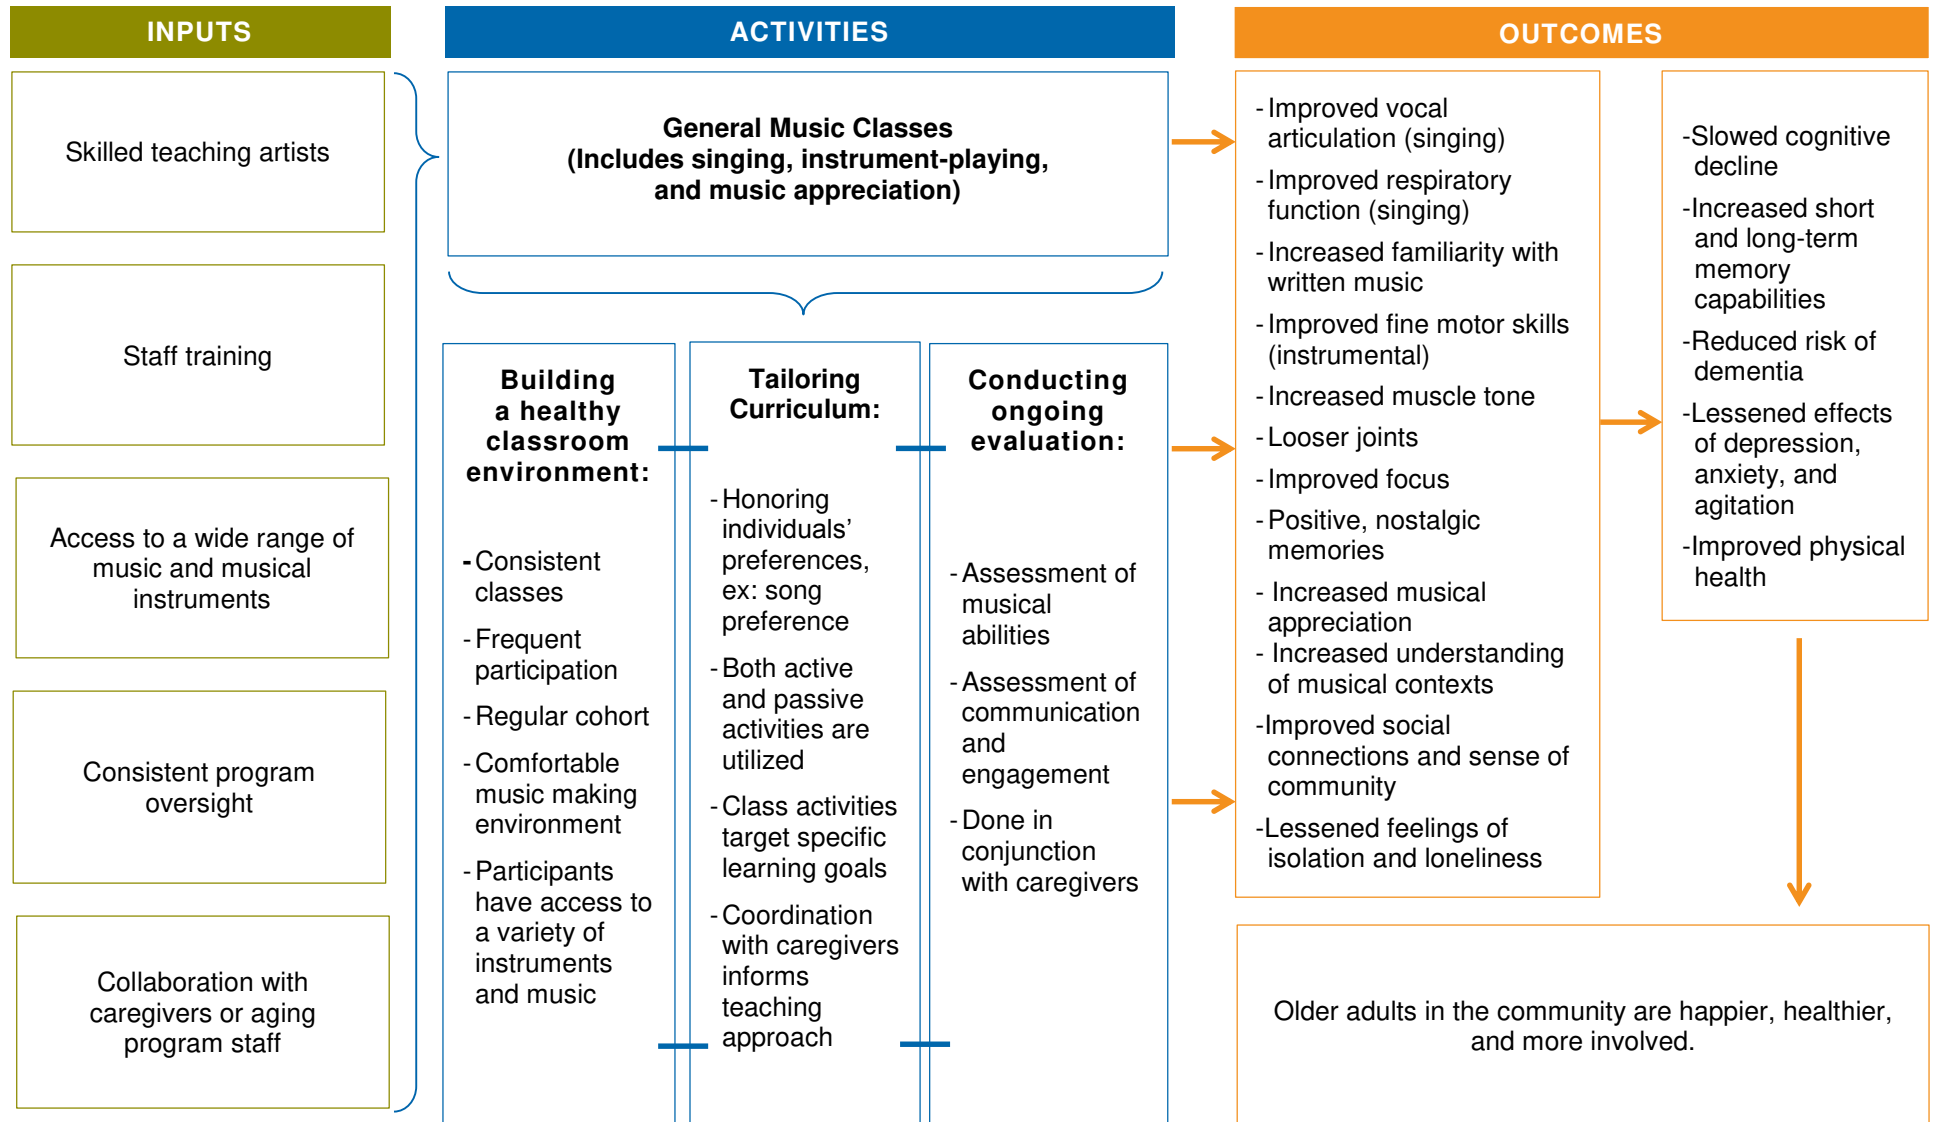 INPUTS
Skilled teaching artists
Staff training
Access to a wide range of
music and musical
instruments
Consistent program
oversight
Collaboration with
caregivers or aging
program staff
ACTIVITIES
General Music Classes
(Includes singing, instrument-playing,
and music appreciation)
Building
a healthy
classroom
environment:
-Consistent
classes
-Frequent
participation
-Regular cohort
-Comfortable
music making
environment
-Participants
have access to
a variety of
instruments
and music
Tailoring
Curriculum:
-Honoring
individuals’
preferences,
ex: song
preference
-Both active
and passive
activities are
utilized
-Class activities
target specific
learning goals
-Coordination
with caregivers
informs
teaching
approach
Conducting
ongoing
evaluation:
-Assessment of
musical
abilities
-Assessment of
communication
and
engagement
-Done in
conjunction
with caregivers
OUTCOMES
-Improved vocal
articulation (singing)
-Improved respiratory
function (singing)
-Increased familiarity with
written music
-Improved fine motor skills
(instrumental)
-Increased muscle tone
-Looser joints
-Improved focus
-Positive, nostalgic
memories
- Increased musical
appreciation
- Increased understanding
of musical contexts
-Improved social
connections and sense of
community
-Lessened feelings of
isolation and loneliness
-Slowed cognitive
decline
-Increased short
and long-term
memory
capabilities
-Reduced risk of
dementia
-Lessened effects
of depression,
anxiety, and
agitation
-Improved physical
health
Older adults in the community are happier, healthier,
and more involved.